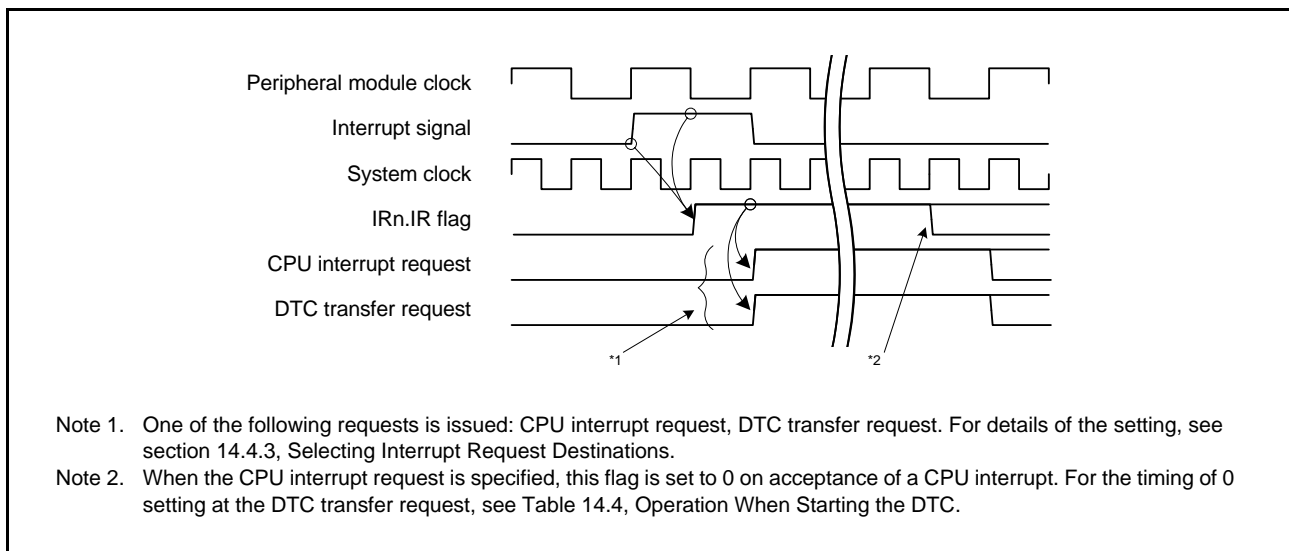 Peripheral module clock
Interrupt signal
System clock
IRn.IR flag
CPU interrupt request
DTC transfer request
*1
*2
Note 1. One of the following requests is issued: CPU interrupt request, DTC transfer request. For details of the setting, see
section 14.4.3, Selecting Interrupt Request Destinations.
Note 2. When the CPU interrupt request is specified, this flag is set to 0 on acceptance of a CPU interrupt. For the timing of 0
setting at the DTC transfer request, see Table 14.4, Operation When Starting the DTC.